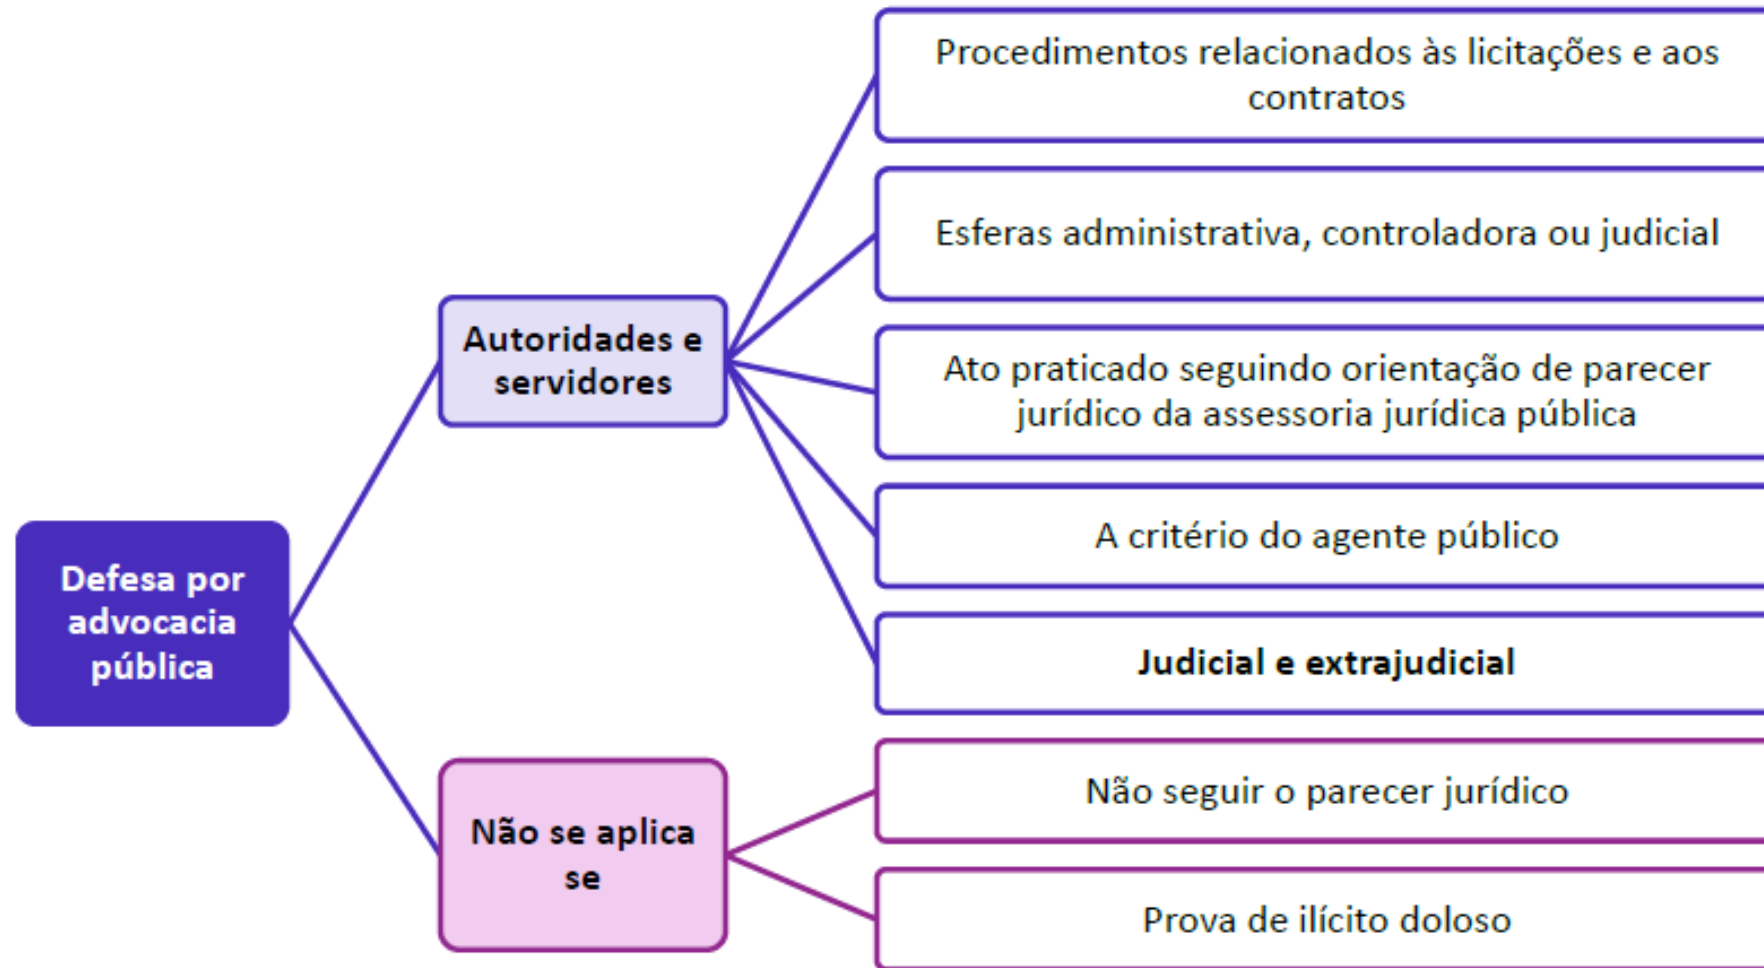 Defesa por
advocacia
pública
Autoridades e
servidores
Procedimentos relacionados às licitações e aos
contratos
Esferas administrativa, controladora ou judicial
Ato praticado seguindo orientação de parecer
jurídico da assessoria jurídica pública
A critério do agente público
Judicial e extrajudicial
Não se aplica
se
Não seguir o parecer jurídico
Prova de ilícito doloso